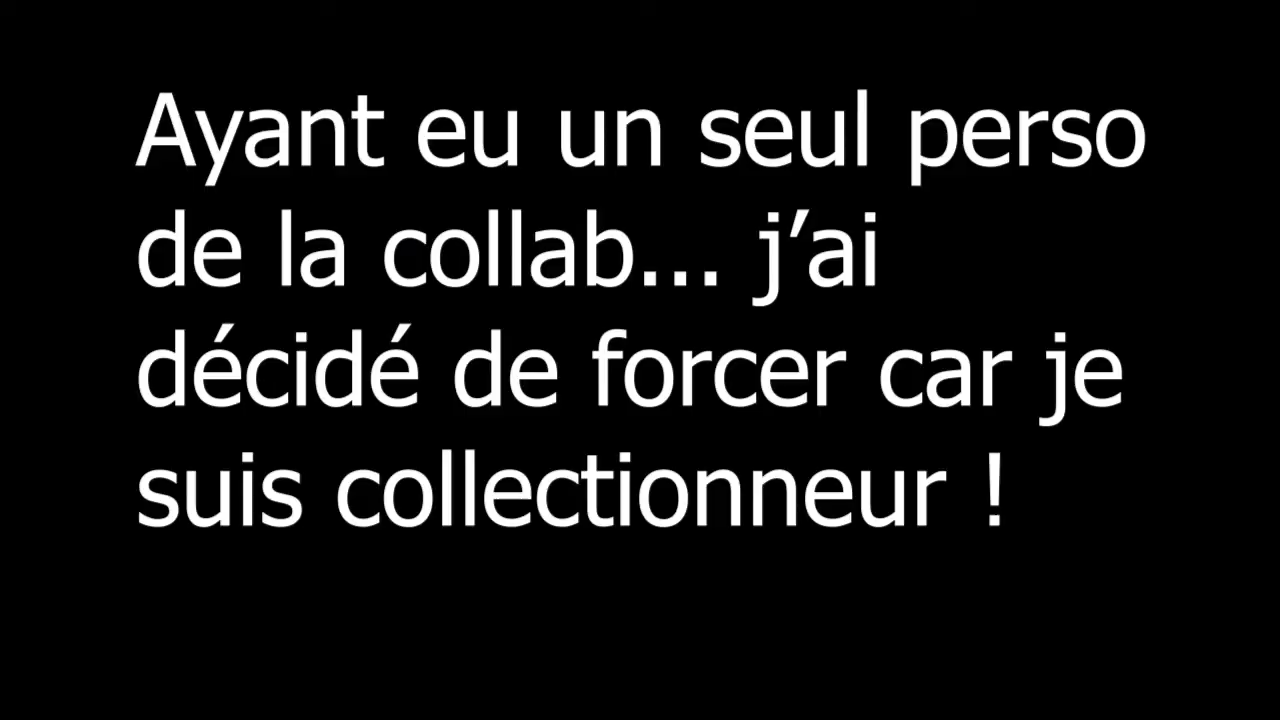 Ayant eu un seul perso
de la collab... j’ai
décidé de forcer car je
suis collectionneur !